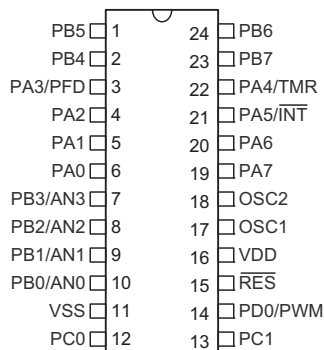 PB5 1 24 PB6
PB4 2 23 PB7
PA3/PFD 3 22 PA4/TMR
PA2 4 21 PA5/I̅N̅T̅
PA1 5 20 PA6
PA0 6 19 PA7
PB3/AN3 7 18 OSC2
PB2/AN2 8 17 OSC1
PB1/AN1 9 16 VDD
PB0/AN0 10 15 R̅E̅S̅
VSS 11 14 PD0/PWM
PC0 12 13 PC1